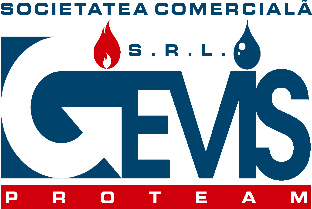 SOCIETATEA COMERCIALĂ
S.R.L.
GEVIS
PROTEAM